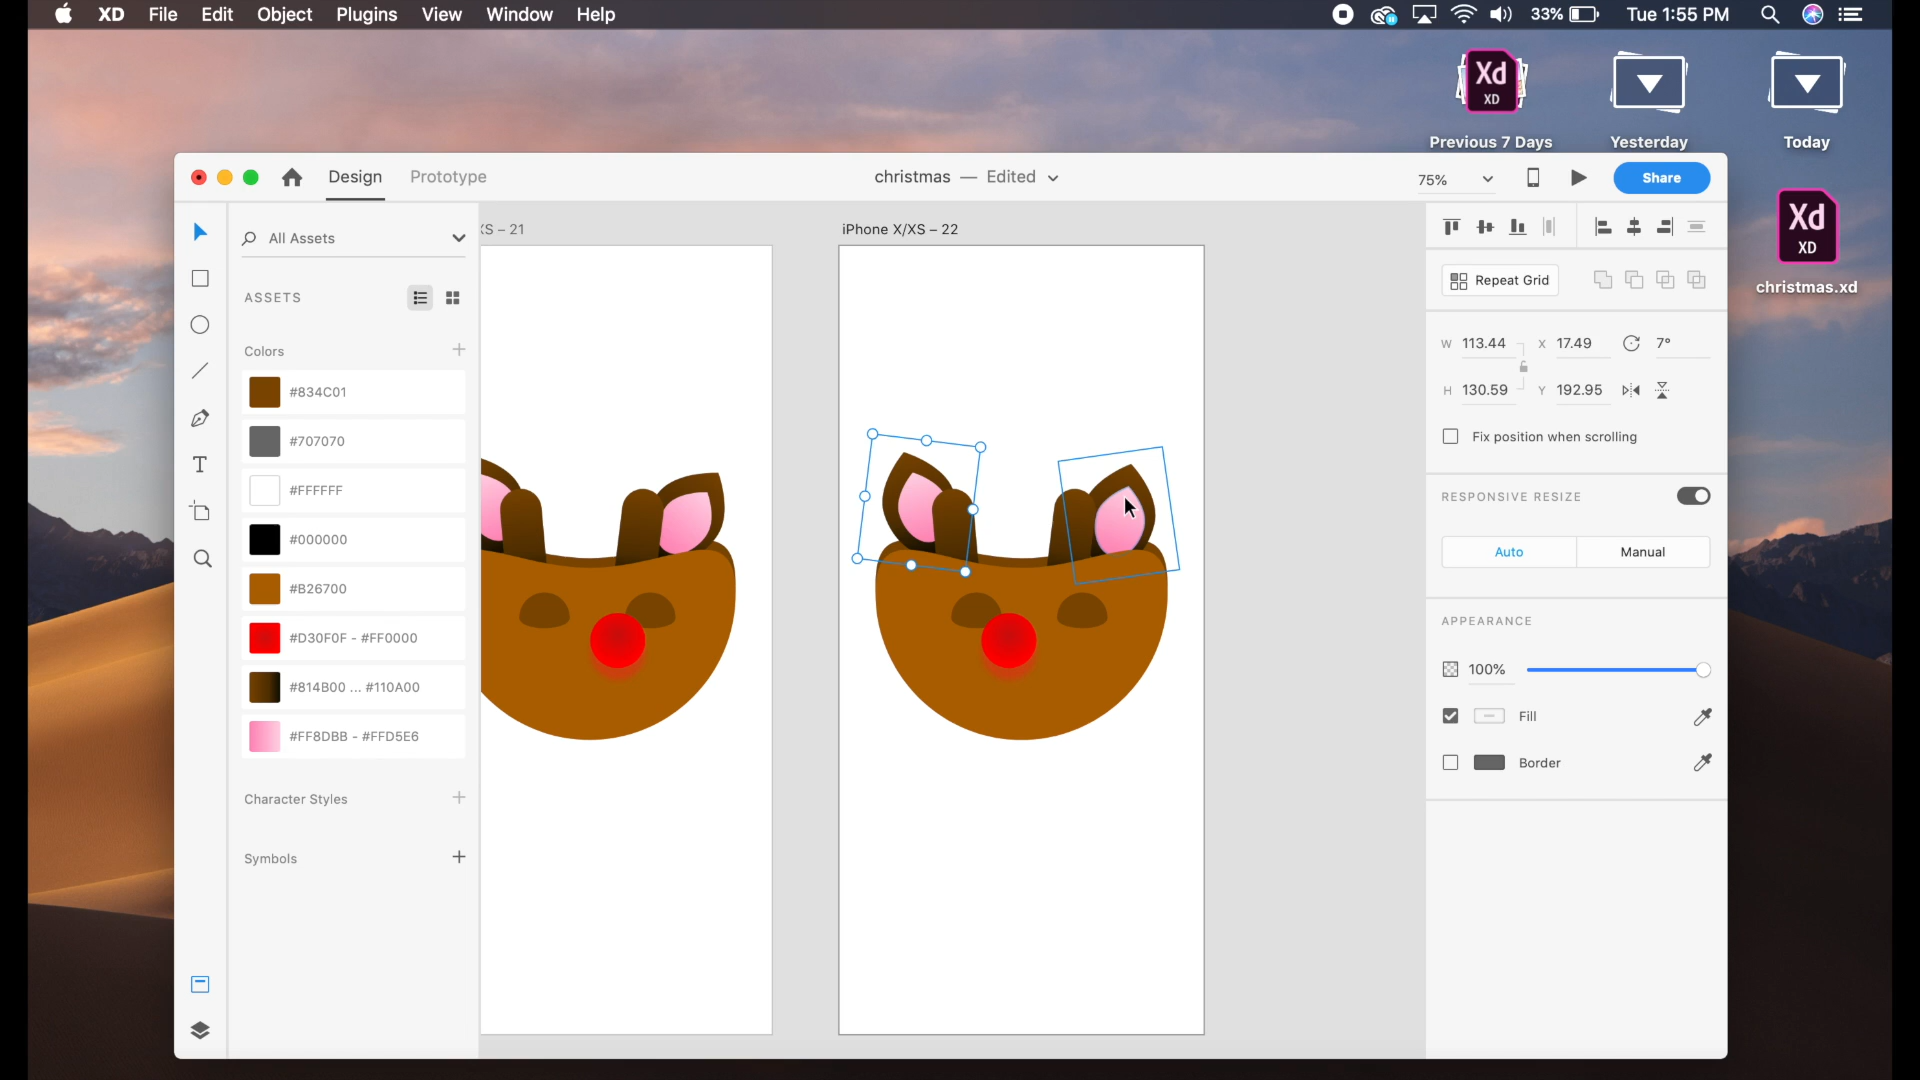 XD File Edit Object Plugins View Window Help 33% Tue 1:55 PM
Xd
XD
Previous 7 Days Yesterday Today
Xd
XD
christmas.xd
Design Prototype christmas — Edited 75% Share
All Assets
ASSETS
Colors
#834C01
#707070
#FFFFFF
#000000
#B26700
#D30F0F - #FF0000
#814B00 ... #110A00
#FF8DBB - #FFD5E6
Character Styles
Symbols
XS – 21 iPhone X/XS – 22
Repeat Grid
W 113.44 X 17.49 7°
H 130.59 Y 192.95
Fix position when scrolling
RESPONSIVE RESIZE
Auto Manual
APPEARANCE
100%
Fill
Border